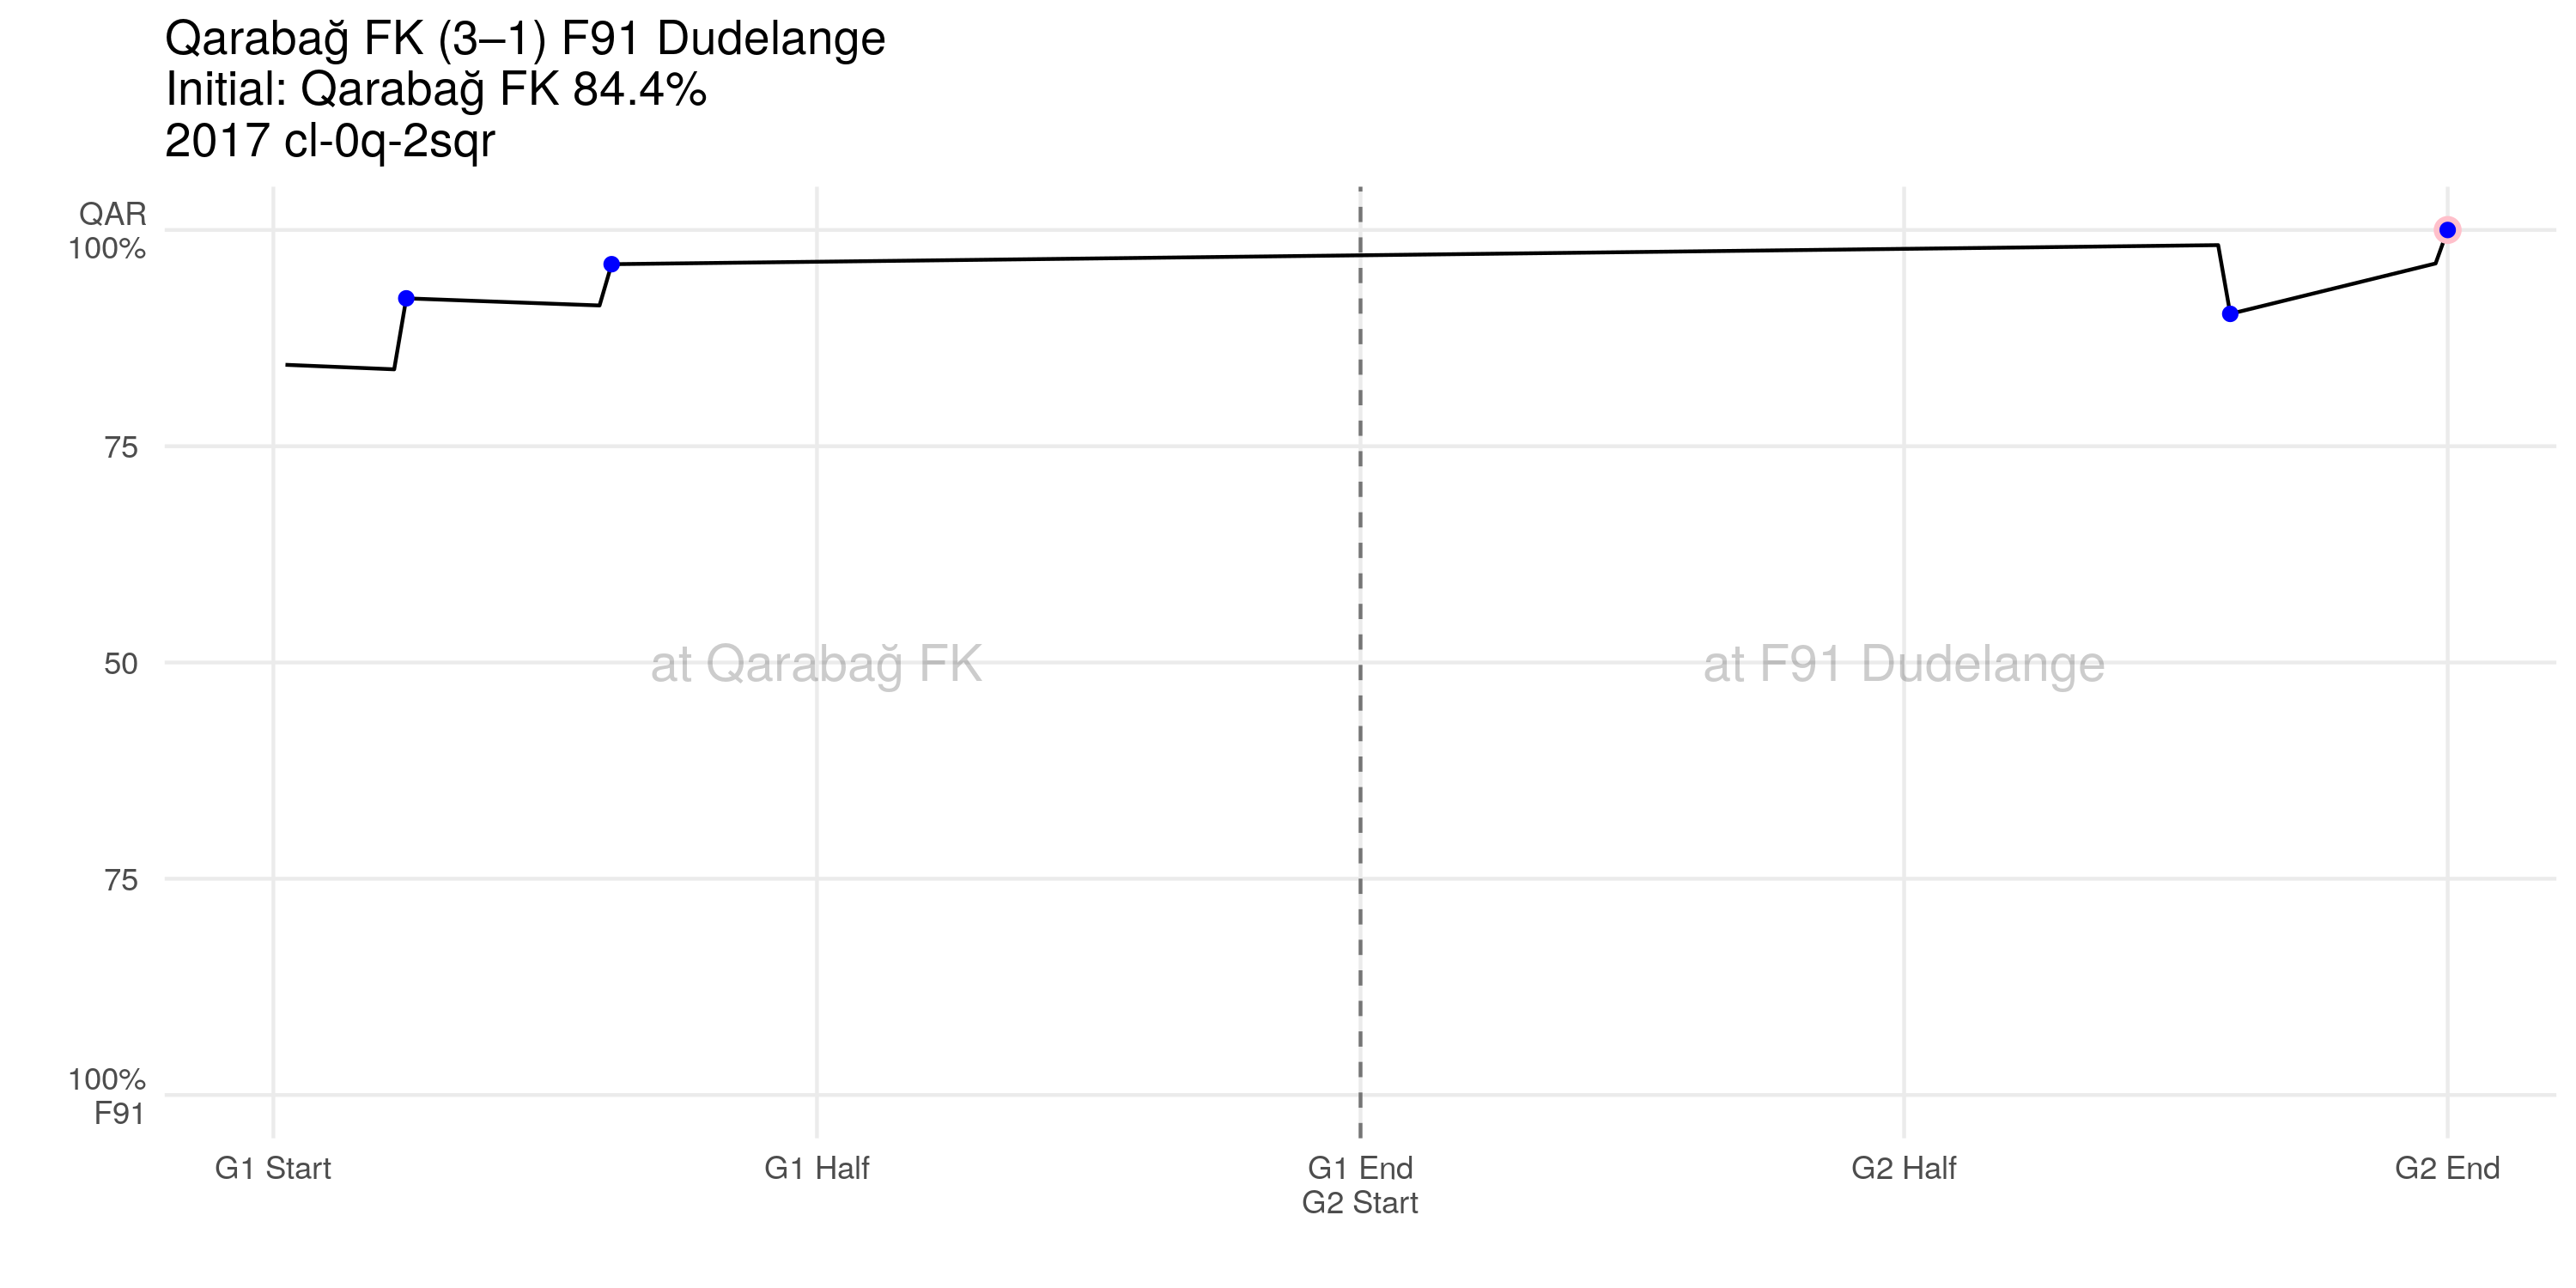 Qarabağ FK (3–1) F91 Dudelange
Initial: Qarabağ FK 84.4%
2017 cl-0q-2sqr
QAR
100%
75
50
75
100%
F91
at Qarabağ FK
at F91 Dudelange
G1 Start
G1 Half
G1 End
G2 Start
G2 Half
G2 End